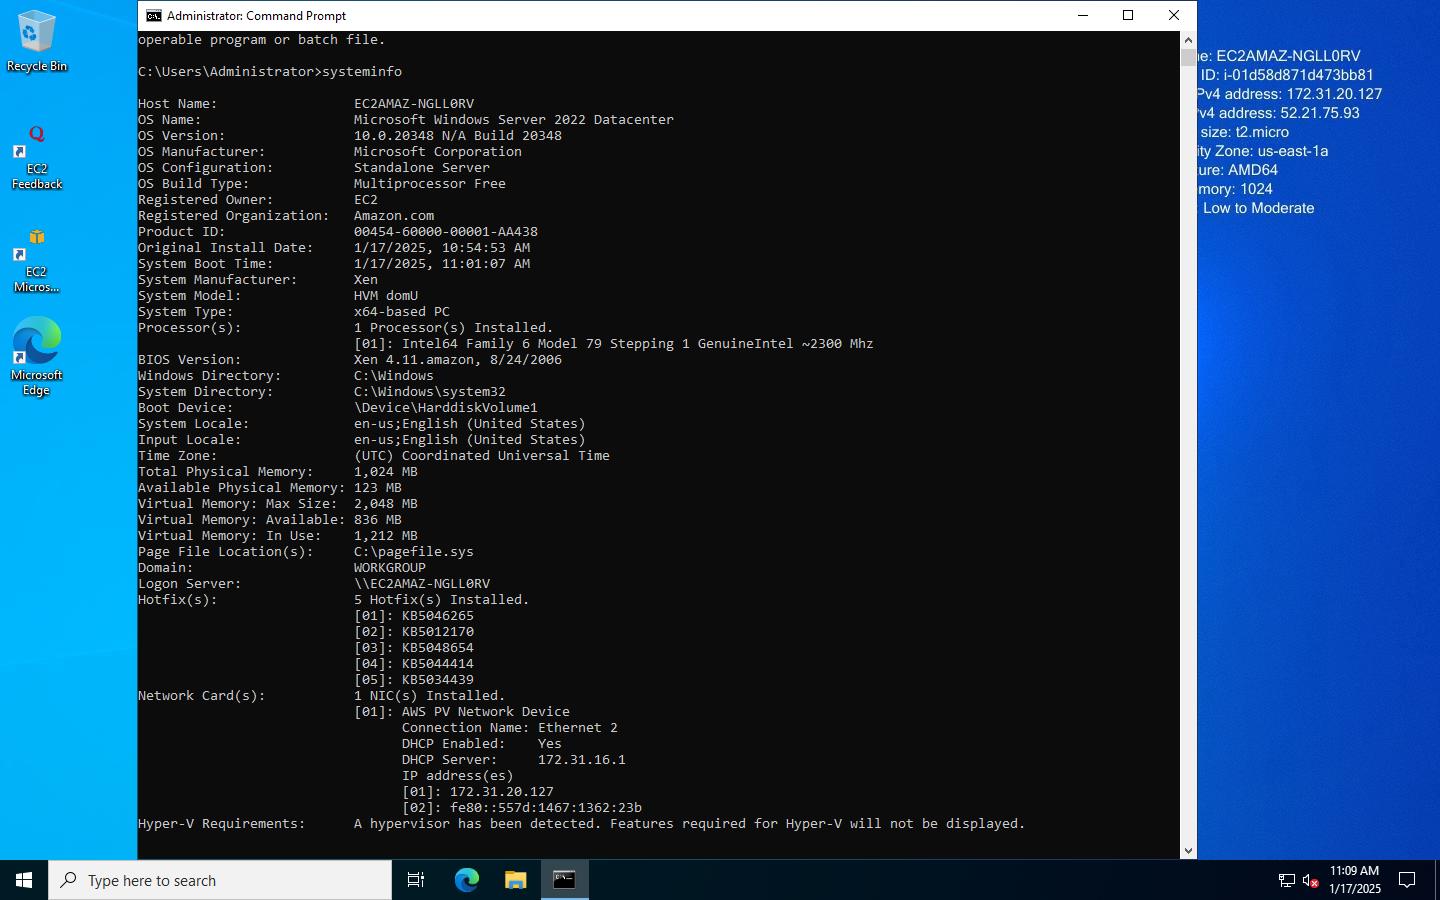 Administrator: Command Prompt
operable program or batch file.
C:\Users\Administrator>systeminfo
Host Name: EC2AMAZ-NGLL0RV
OS Name: Microsoft Windows Server 2022 Datacenter
OS Version: 10.0.20348 N/A Build 20348
OS Manufacturer: Microsoft Corporation
OS Configuration: Standalone Server
OS Build Type: Multiprocessor Free
Registered Owner: EC2
Registered Organization: Amazon.com
Product ID: 00454-60000-00001-AA438
Original Install Date: 1/17/2025, 10:54:53 AM
System Boot Time: 1/17/2025, 11:01:07 AM
System Manufacturer: Xen
System Model: HVM domU
System Type: x64-based PC
Processor(s): 1 Processor(s) Installed.
[01]: Intel64 Family 6 Model 79 Stepping 1 GenuineIntel ~2300 Mhz
BIOS Version: Xen 4.11.amazon, 8/24/2006
Windows Directory: C:\Windows
System Directory: C:\Windows\system32
Boot Device: \Device\HarddiskVolume1
System Locale: en-us;English (United States)
Input Locale: en-us;English (United States)
Time Zone: (UTC) Coordinated Universal Time
Total Physical Memory: 1,024 MB
Available Physical Memory: 123 MB
Virtual Memory: Max Size: 2,048 MB
Virtual Memory: Available: 836 MB
Virtual Memory: In Use: 1,212 MB
Page File Location(s): C:\pagefile.sys
Domain: WORKGROUP
Logon Server: \\EC2AMAZ-NGLL0RV
Hotfix(s): 5 Hotfix(s) Installed.
[01]: KB5046265
[02]: KB5012170
[03]: KB5048654
[04]: KB5044414
[05]: KB5034439
Network Card(s): 1 NIC(s) Installed.
[01]: AWS PV Network Device
Connection Name: Ethernet 2
DHCP Enabled: Yes
DHCP Server: 172.31.16.1
IP address(es)
[01]: 172.31.20.127
[02]: fe80::557d:1467:1362:23b
Hyper-V Requirements: A hypervisor has been detected. Features required for Hyper-V will not be displayed.
Recycle Bin
Q
EC2
Feedback
EC2
Micros...
Microsoft
Edge
e: EC2AMAZ-NGLL0RV
ID: i-01d58d871d473bb81
Pv4 address: 172.31.20.127
v4 address: 52.21.75.93
size: t2.micro
ity Zone: us-east-1a
ure: AMD64
mory: 1024
: Low to Moderate
Type here to search
11:09 AM
1/17/2025